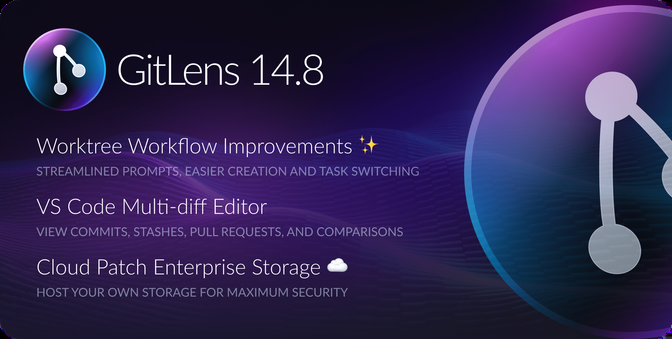 GitLens 14.8
Worktree Workflow Improvements ✨
STREAMLINED PROMPTS, EASIER CREATION AND TASK SWITCHING
VS Code Multi-diff Editor
VIEW COMMITS, STASHES, PULL REQUESTS, AND COMPARISONS
Cloud Patch Enterprise Storage ☁️
HOST YOUR OWN STORAGE FOR MAXIMUM SECURITY